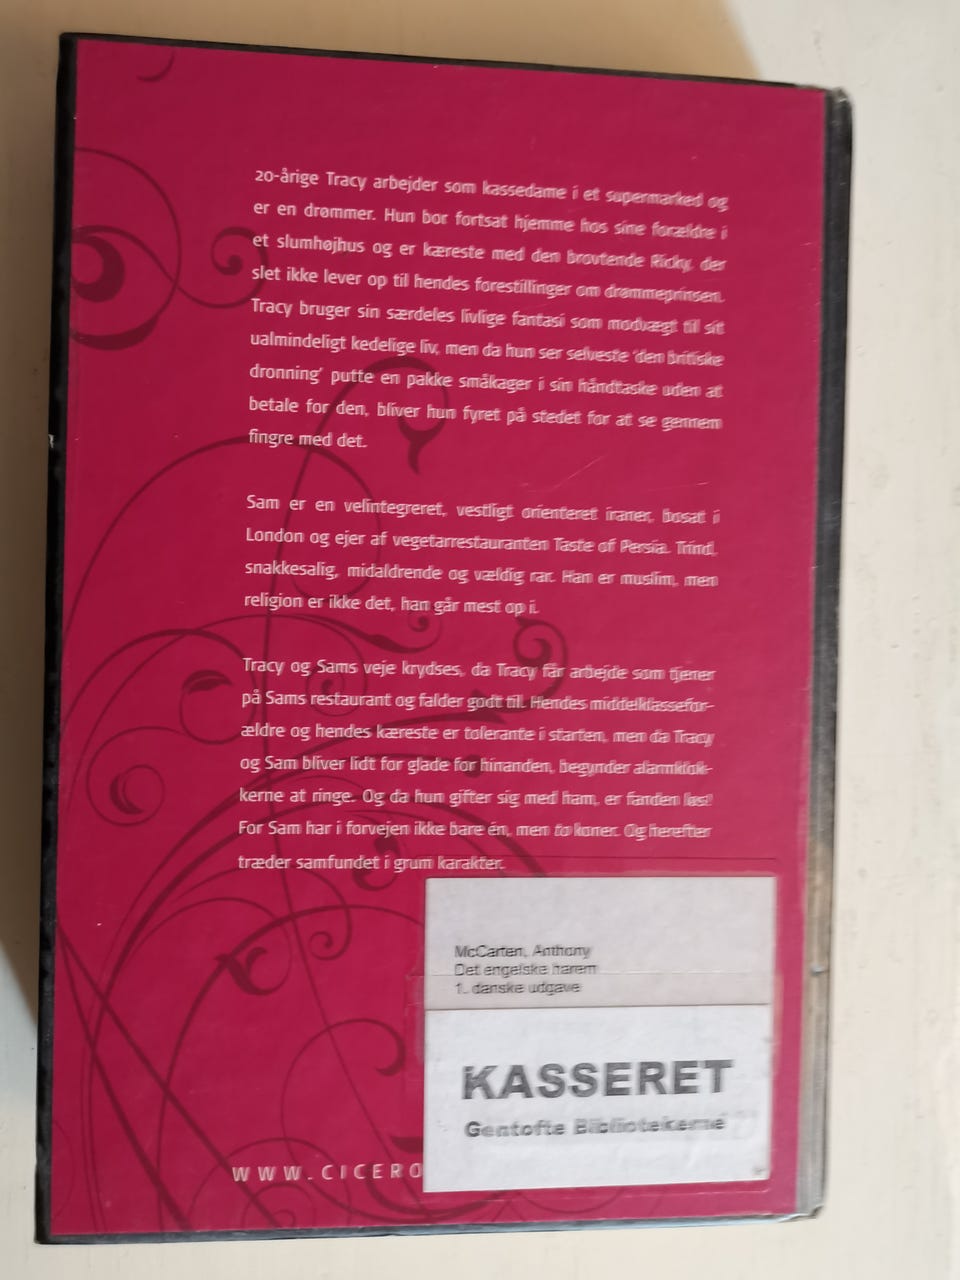 20-årige Tracy arbejder som kassedame i et supermarked og
er en drømmer. Hun bor fortsat hjemme hos sine forældre i
et slumhøjhus og er kæreste med den brovtende Ricky, der
slet ikke lever op til hendes forestillinger om drømmeprinsen.
Tracy bruger sin særdeles livlige fantasi som modvægt til sit
ualmindeligt kedelige liv, men da hun ser selveste 'den britiske
dronning' putte en pakke småkager i sin håndtaske uden at
betale for den, bliver hun fyret på stedet for at se gennem
fingre med det.
Sam er en velintegreret, vestligt orienteret iraner, bosat i
London og ejer af vegetarrestauranten Taste of Persia. Trind,
snakkesalig, midaldrende og vældig rar. Han er muslim, men
religion er ikke det, han går mest op i.
Tracy og Sams veje krydses, da Tracy får arbejde som tjener
på Sams restaurant og falder godt til. Hendes middelklassefor-
ældre og hendes kæreste er tolerante i starten, men da Tracy
og Sam bliver lidt for glade for hinanden, begynder alarmklok-
kerne at ringe. Og da hun gifter sig med ham, er fanden løs!
For Sam har i forvejen ikke bare én, men to koner. Og herefter
træder samfundet i grum karakter.
McCarten, Anthony
Det engelske harem
1. danske udgave
KASSERET
Gentofte Bibliotekerne
WWW.CICERO